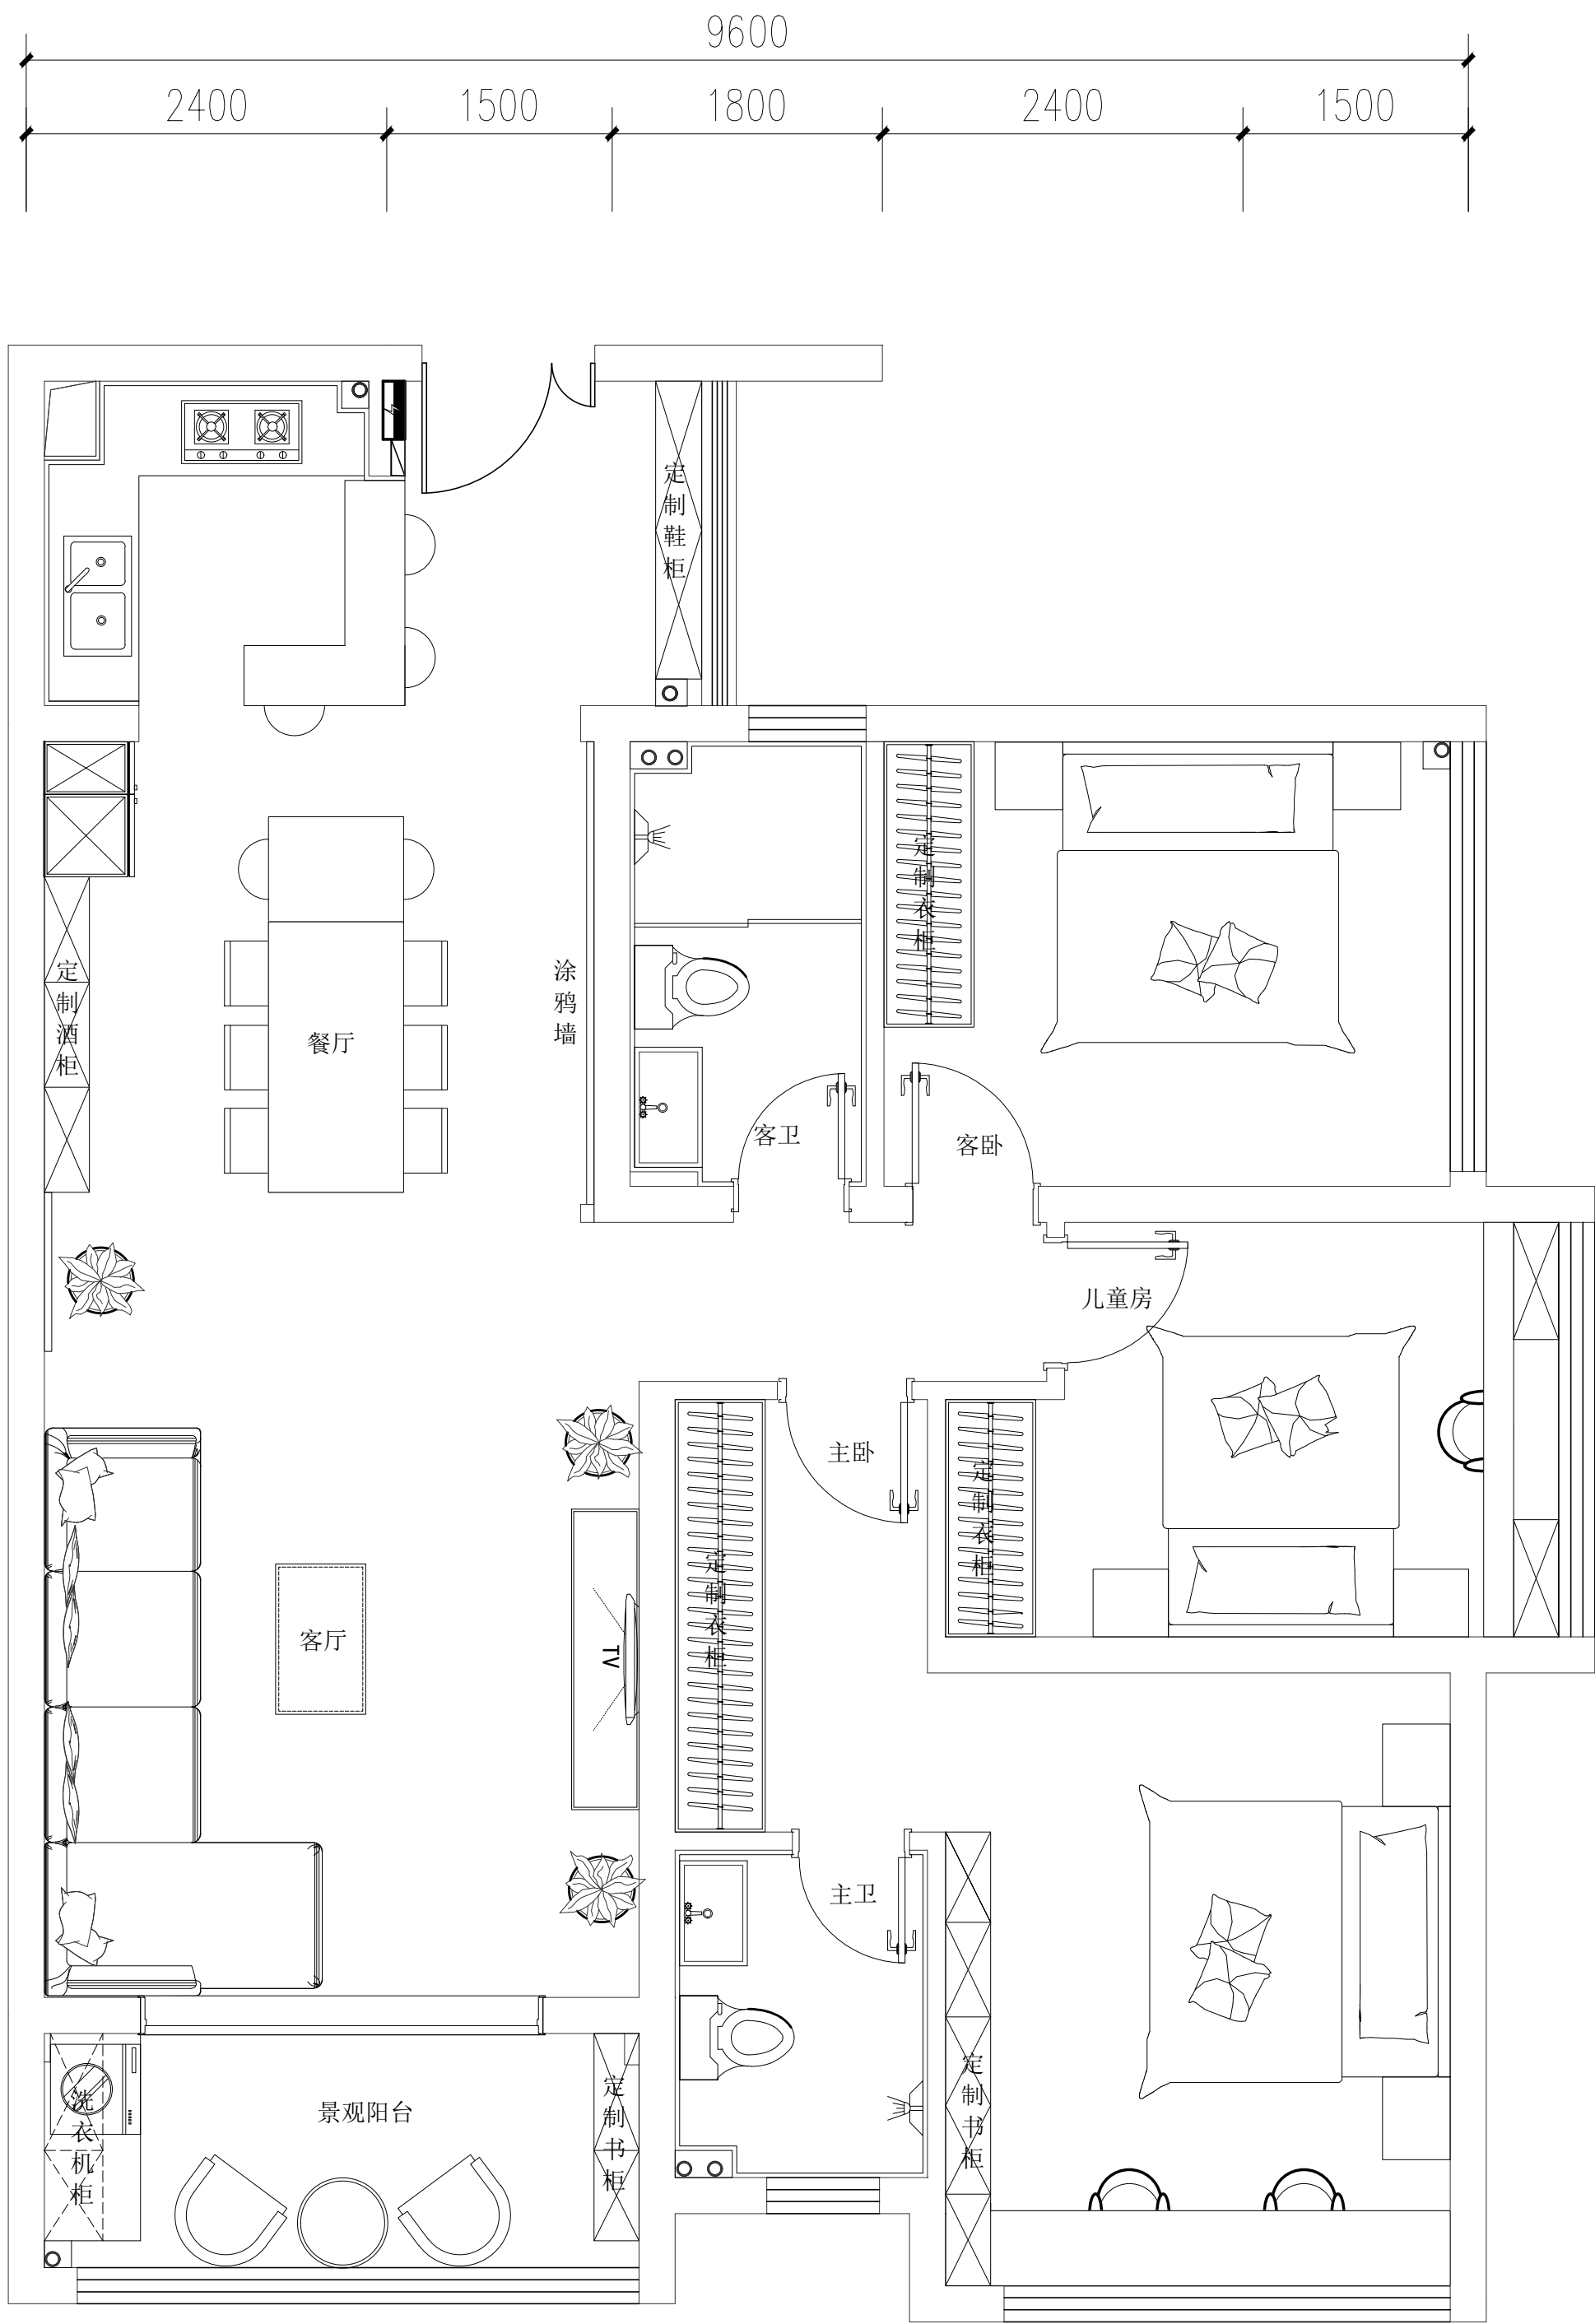 9600
2400 1500 1800 2400 1500
定制鞋柜
定制衣柜
定制酒柜
涂鸦墙
餐厅
客卫
客卧
儿童房
主卧
定制衣柜
定制衣柜
客厅
TV
主卫
定制书柜
洗衣机柜
景观阳台
定制书柜